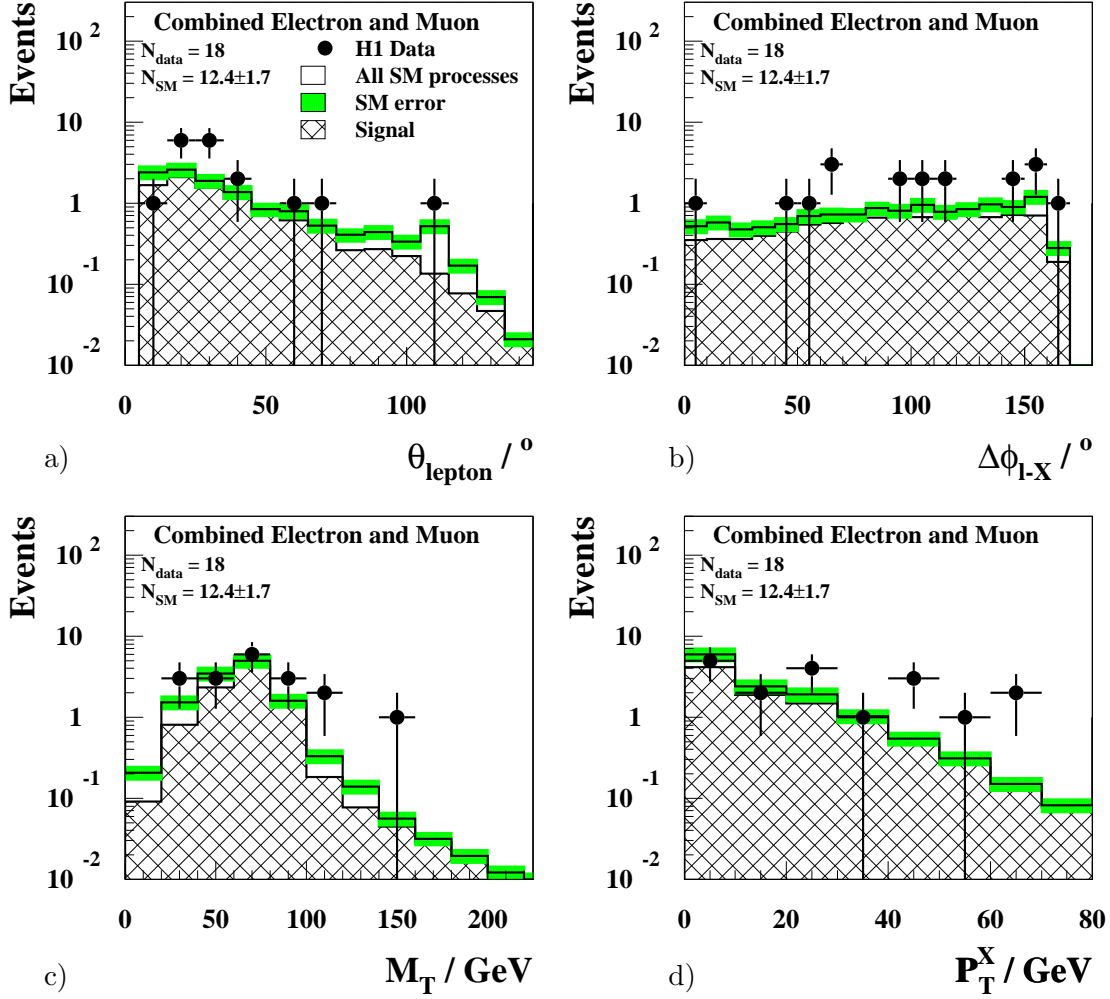 Combined Electron and Muon
N_data = 18
N_SM = 12.4±1.7
H1 Data
All SM processes
SM error
Signal
Events
10^2
10
1
10^-1
10^-2
0 50 100
θ_lepton / °
a)
Combined Electron and Muon
N_data = 18
N_SM = 12.4±1.7
Events
10^2
10
1
10^-1
10^-2
0 50 100 150
Δϕ_l-X / °
b)
Combined Electron and Muon
N_data = 18
N_SM = 12.4±1.7
Events
10^2
10
1
10^-1
10^-2
0 50 100 150 200
M_T / GeV
c)
Combined Electron and Muon
N_data = 18
N_SM = 12.4±1.7
Events
10^2
10
1
10^-1
10^-2
0 20 40 60 80
P_T^X / GeV
d)